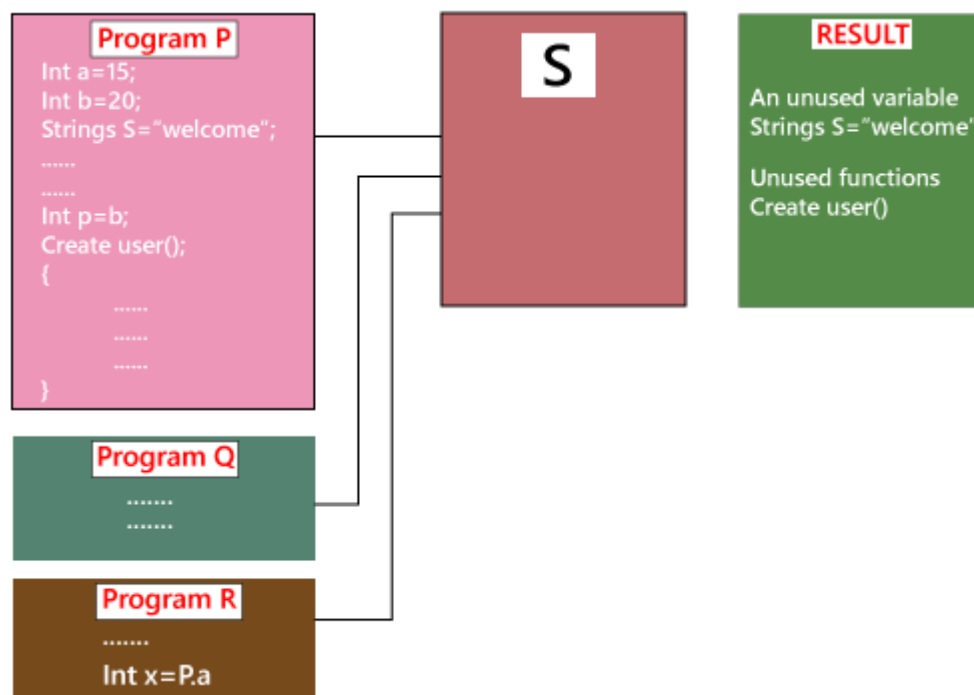 Program P
Int a=15;
Int b=20;
Strings S=“welcome”;
......
......
Int p=b;
Create user();
{
......
......
......
}
Program Q
.......
.......
Program R
.......
Int x=P.a
S
RESULT
An unused variable
Strings S=“welcome”
Unused functions
Create user()